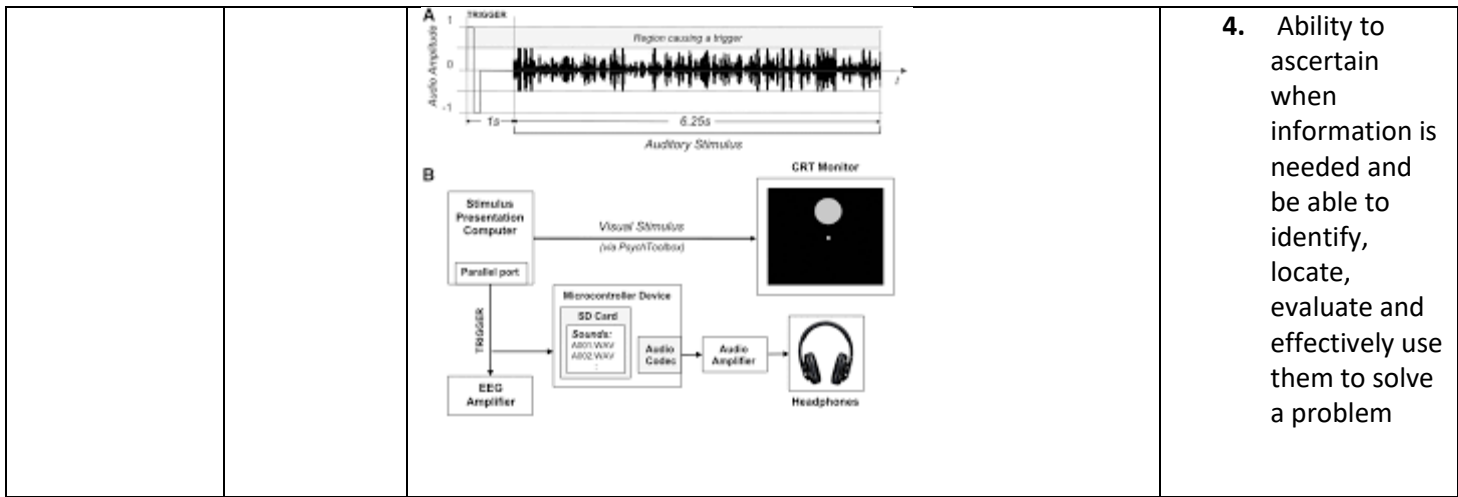 A
TRIGGER
1
Region causing a trigger
Audio Amplitude
0
t
-1
1s
6.25s
Auditory Stimulus
B
CRT Monitor
Stimulus
Presentation
Computer
Visual Stimulus
(via PsychToolbox)
Parallel port
TRIGGER
Microcontroller Device
SD Card
Sounds:
A001.WAV
A002.WAV
:
Audio
Codec
Audio
Amplifier
EEG
Amplifier
Headphones
4. Ability to
ascertain
when
information is
needed and
be able to
identify,
locate,
evaluate and
effectively use
them to solve
a problem